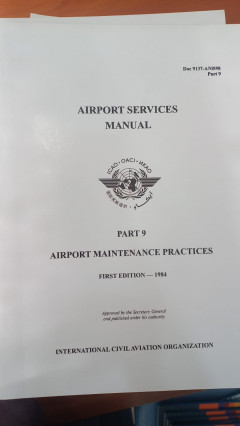 Doc 9137-AN/898
Part 9
AIRPORT SERVICES
MANUAL
ICAO · OACI · ИКАО
PART 9
AIRPORT MAINTENANCE PRACTICES
FIRST EDITION — 1984
Approved by the Secretary General
and published under his authority
INTERNATIONAL CIVIL AVIATION ORGANIZATION